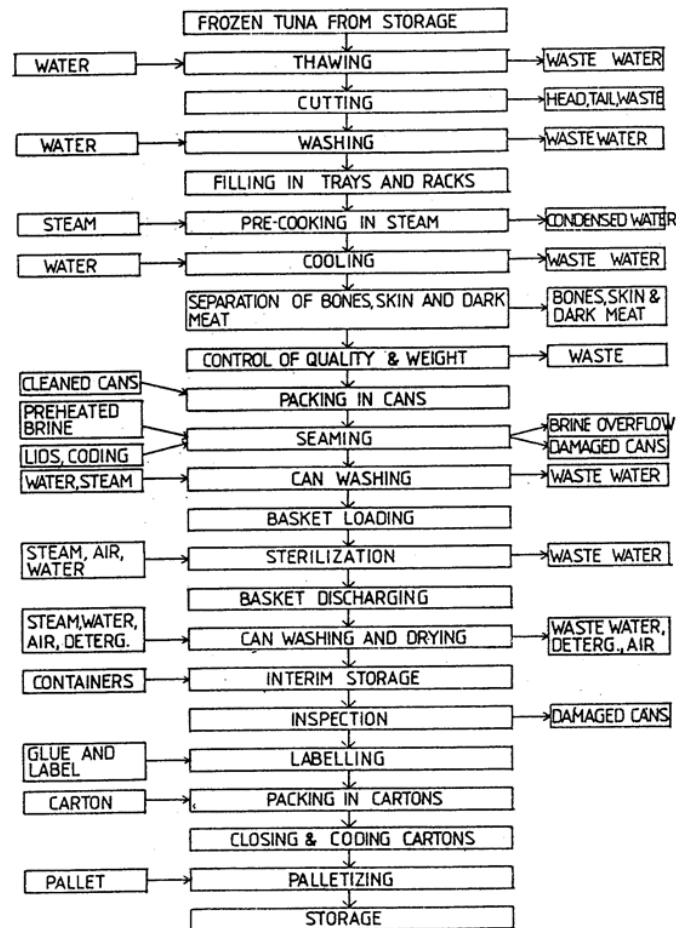 FROZEN TUNA FROM STORAGE
WATER
THAWING
WASTE WATER
CUTTING
HEAD,TAIL,WASTE
WATER
WASHING
WASTE WATER
FILLING IN TRAYS AND RACKS
STEAM
PRE-COOKING IN STEAM
CONDENSED WATER
WATER
COOLING
WASTE WATER
SEPARATION OF BONES,SKIN AND DARK
MEAT
BONES,SKIN &
DARK MEAT
CONTROL OF QUALITY & WEIGHT
WASTE
CLEANED CANS
PACKING IN CANS
PREHEATED
BRINE
LIDS, CODING
SEAMING
BRINE OVERFLOW
DAMAGED CANS
WATER,STEAM
CAN WASHING
WASTE WATER
BASKET LOADING
STEAM, AIR,
WATER
STERILIZATION
WASTE WATER
BASKET DISCHARGING
STEAM,WATER,
AIR, DETERG.
CAN WASHING AND DRYING
WASTE WATER,
DETERG., AIR
CONTAINERS
INTERIM STORAGE
INSPECTION
DAMAGED CANS
GLUE AND
LABEL
LABELLING
CARTON
PACKING IN CARTONS
CLOSING & CODING CARTONS
PALLET
PALLETIZING
STORAGE